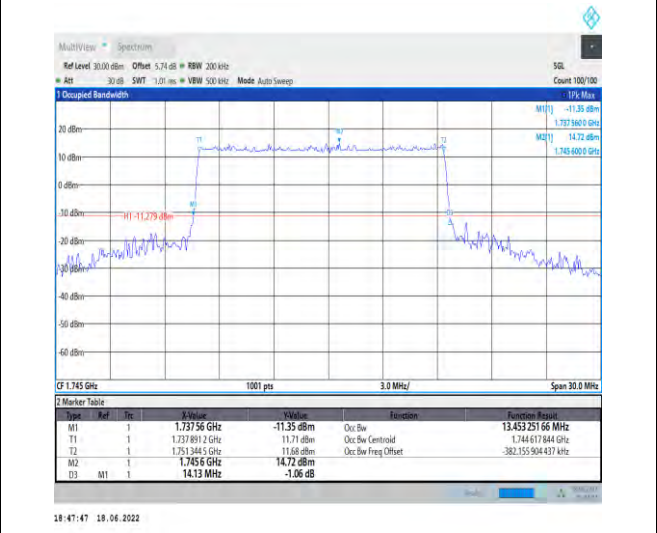 MultiView Spectrum
Ref Level 30.00 dBm Offset 5.74 dB RBW 200 kHz SGL
Att 30 dB SWT 1.01 ms VBW 500 kHz Mode Auto Sweep Count 100/100
1 Occupied Bandwidth 1Pk Max
M1[1] -11.35 dBm
1.737 560 0 GHz
M2[1] 14.72 dBm
1.745 600 0 GHz
20 dBm
M2
T1 T2
10 dBm
0 dBm
M1
-10 dBm
H1 -11.279 dBm
D3
-20 dBm
-30 dBm
-40 dBm
-50 dBm
-60 dBm
CF 1.745 GHz 1001 pts 3.0 MHz/ Span 30.0 MHz
2 Marker Table
Type Ref Trc X-Value Y-Value Function Function Result
M1 1 1.737 56 GHz -11.35 dBm Occ Bw 13.453 251 66 MHz
T1 1 1.737 891 2 GHz 11.71 dBm Occ Bw Centroid 1.744 617 844 GHz
T2 1 1.751 344 5 GHz 11.68 dBm Occ Bw Freq Offset -382.155 904 437 kHz
M2 1 1.745 6 GHz 14.72 dBm
D3 M1 1 14.13 MHz -1.06 dB
18:47:47 18.06.2022